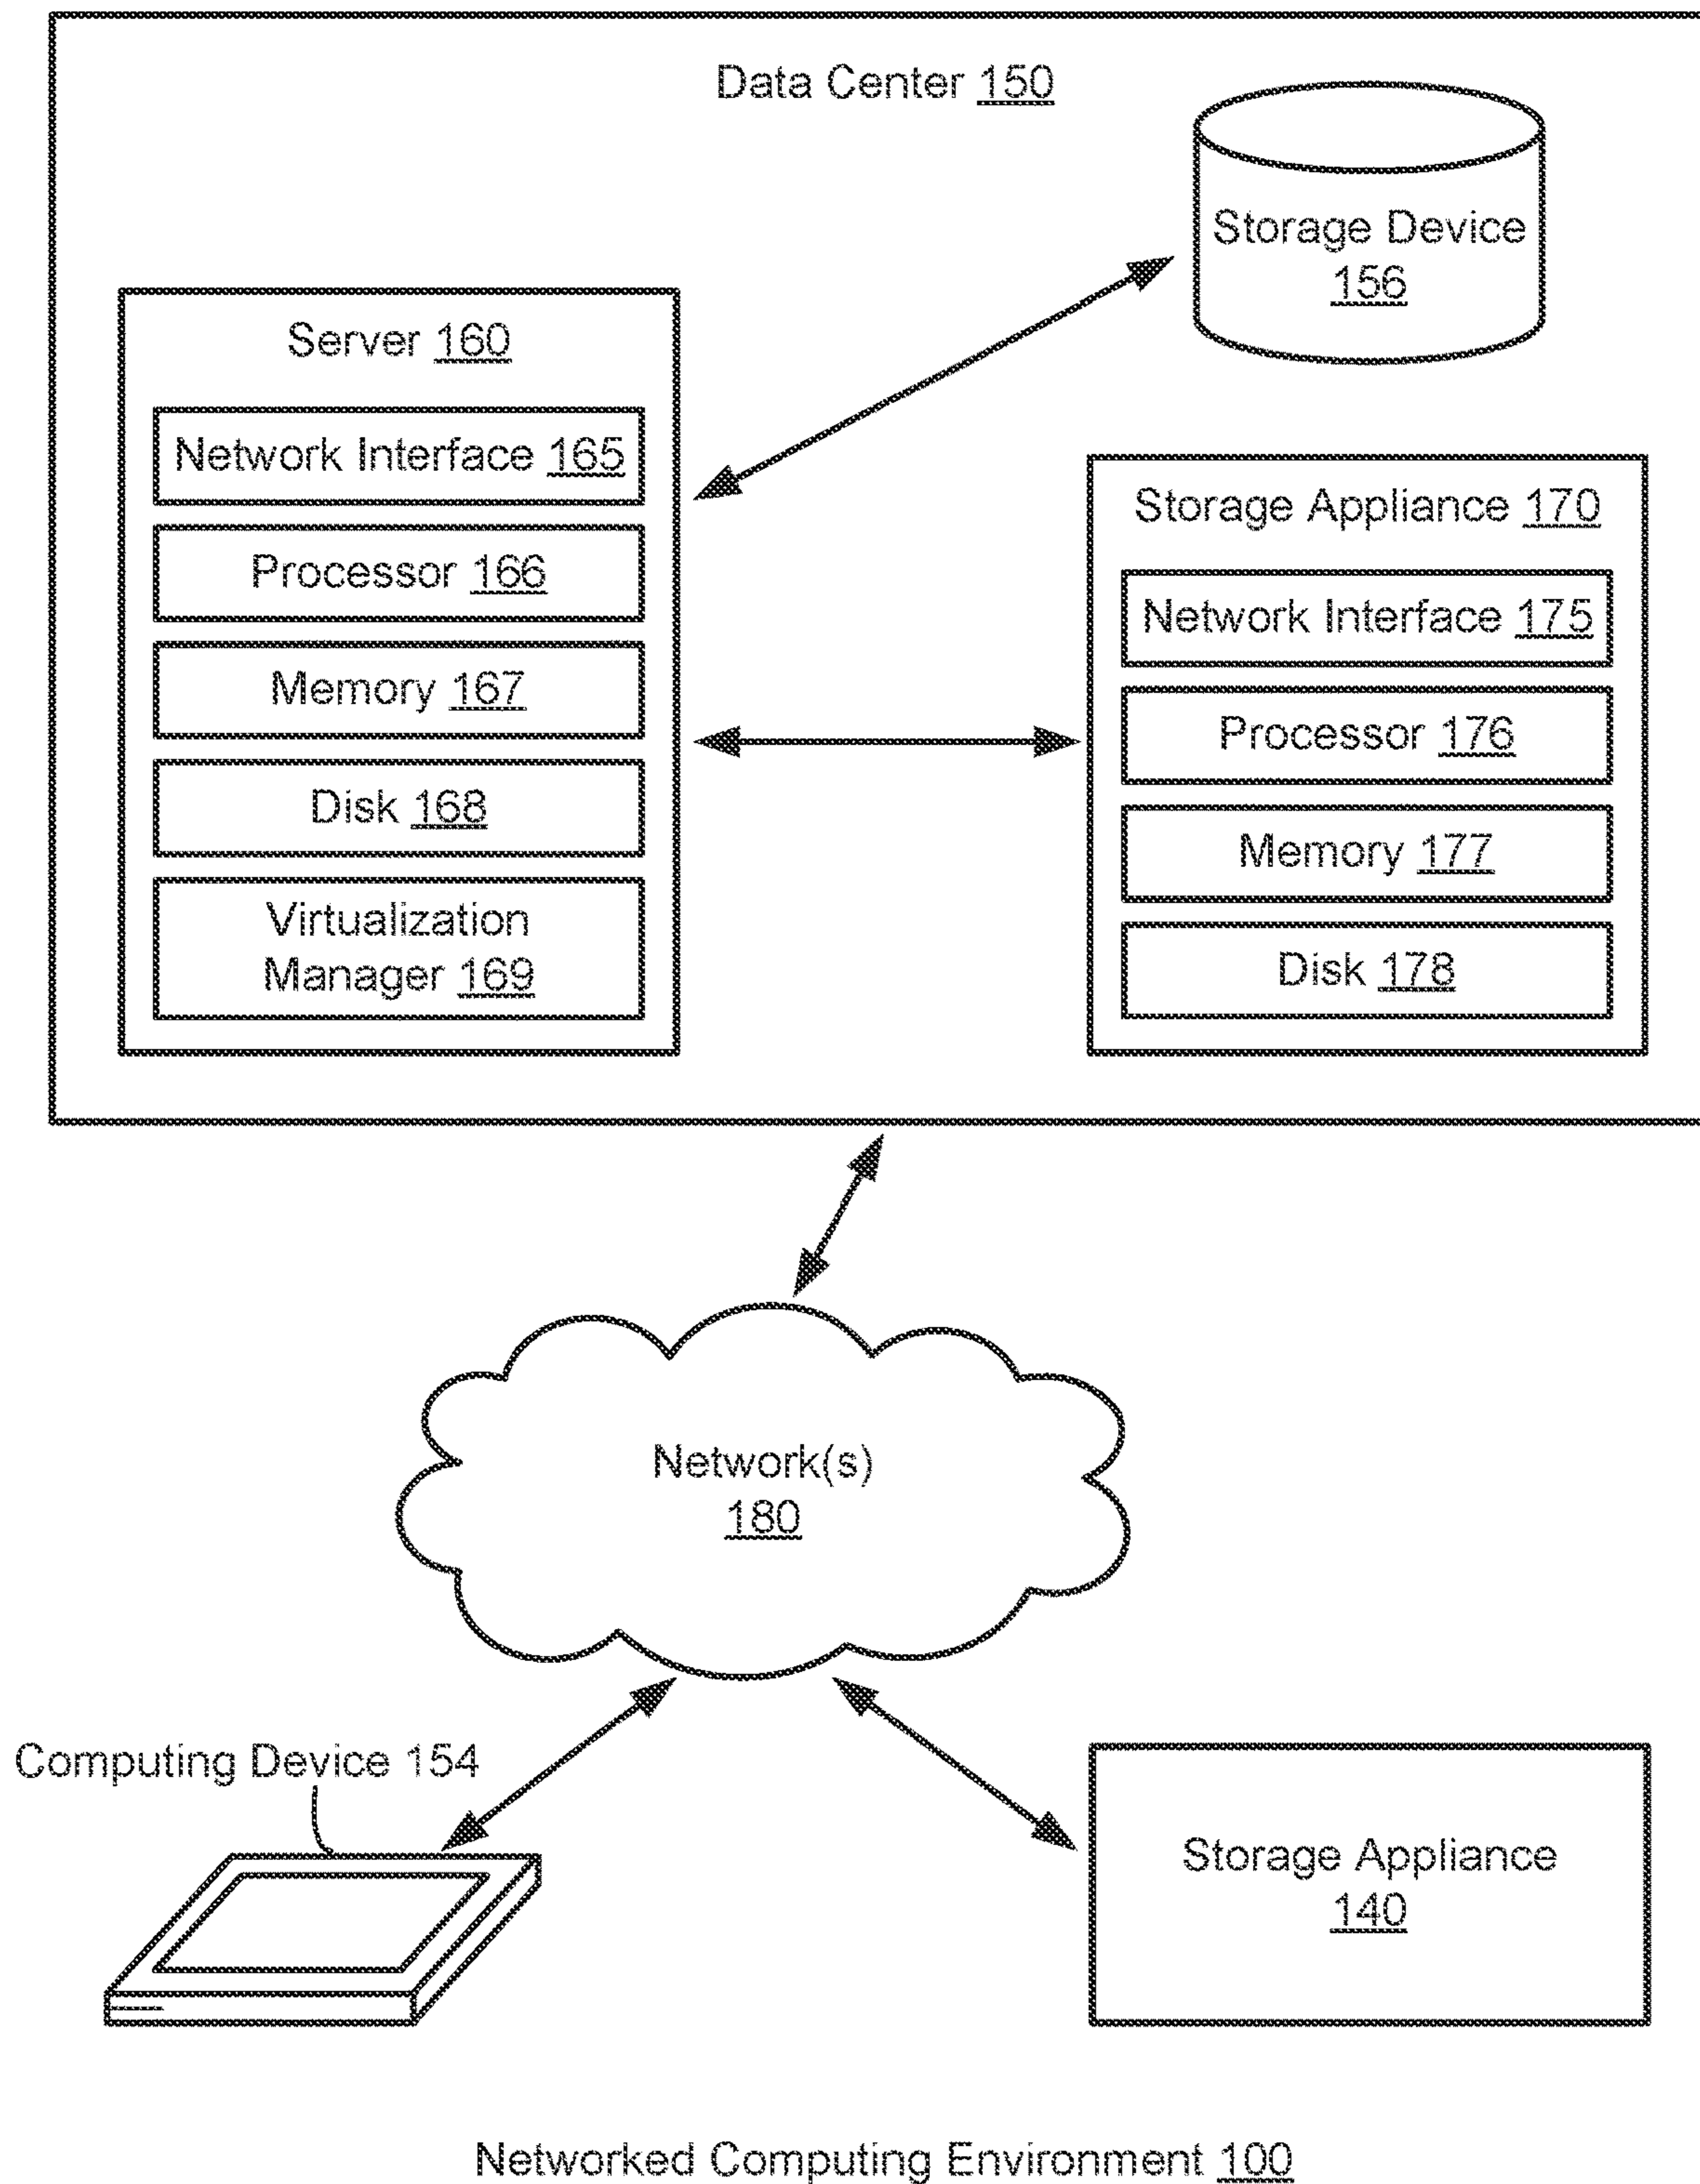 Data Center 150
Storage Device
156
Server 160
Network Interface 165
Processor 166
Memory 167
Disk 168
Virtualization
Manager 169
Storage Appliance 170
Network Interface 175
Processor 176
Memory 177
Disk 178
Network(s)
180
Computing Device 154
Storage Appliance
140
Networked Computing Environment 100